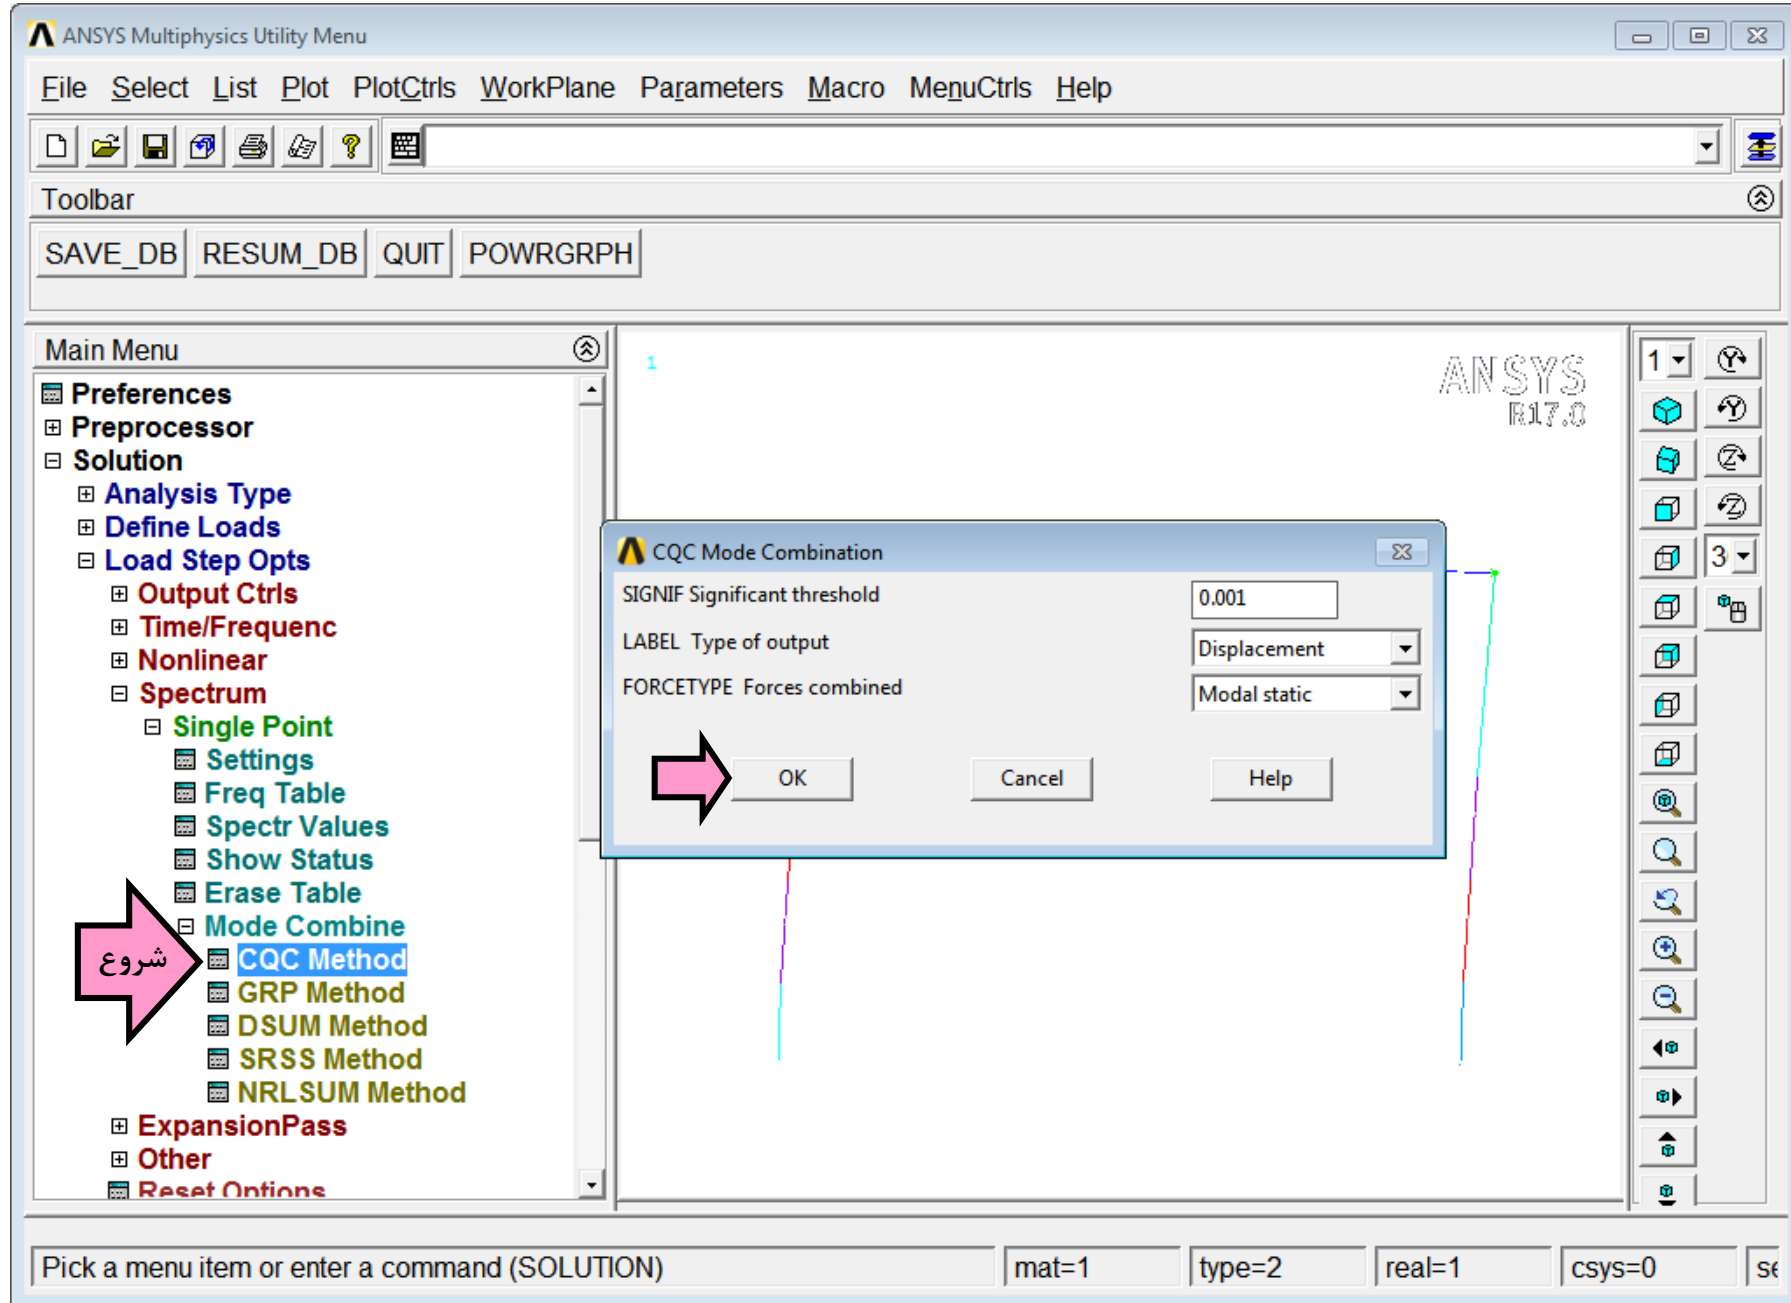 ANSYS Multiphysics Utility Menu
File Select List Plot PlotCtrls WorkPlane Parameters Macro MenuCtrls Help
Toolbar
SAVE_DB RESUM_DB QUIT POWRGRPH
Main Menu
Preferences
Preprocessor
Solution
Analysis Type
Define Loads
Load Step Opts
Output Ctrls
Time/Frequenc
Nonlinear
Spectrum
Single Point
Settings
Freq Table
Spectr Values
Show Status
Erase Table
Mode Combine
شروع
CQC Method
GRP Method
DSUM Method
SRSS Method
NRLSUM Method
ExpansionPass
Other
Reset Options
1
ANSYS
R17.0
CQC Mode Combination
SIGNIF Significant threshold 0.001
LABEL Type of output Displacement
FORCETYPE Forces combined Modal static
OK Cancel Help
1
3
Pick a menu item or enter a command (SOLUTION) mat=1 type=2 real=1 csys=0